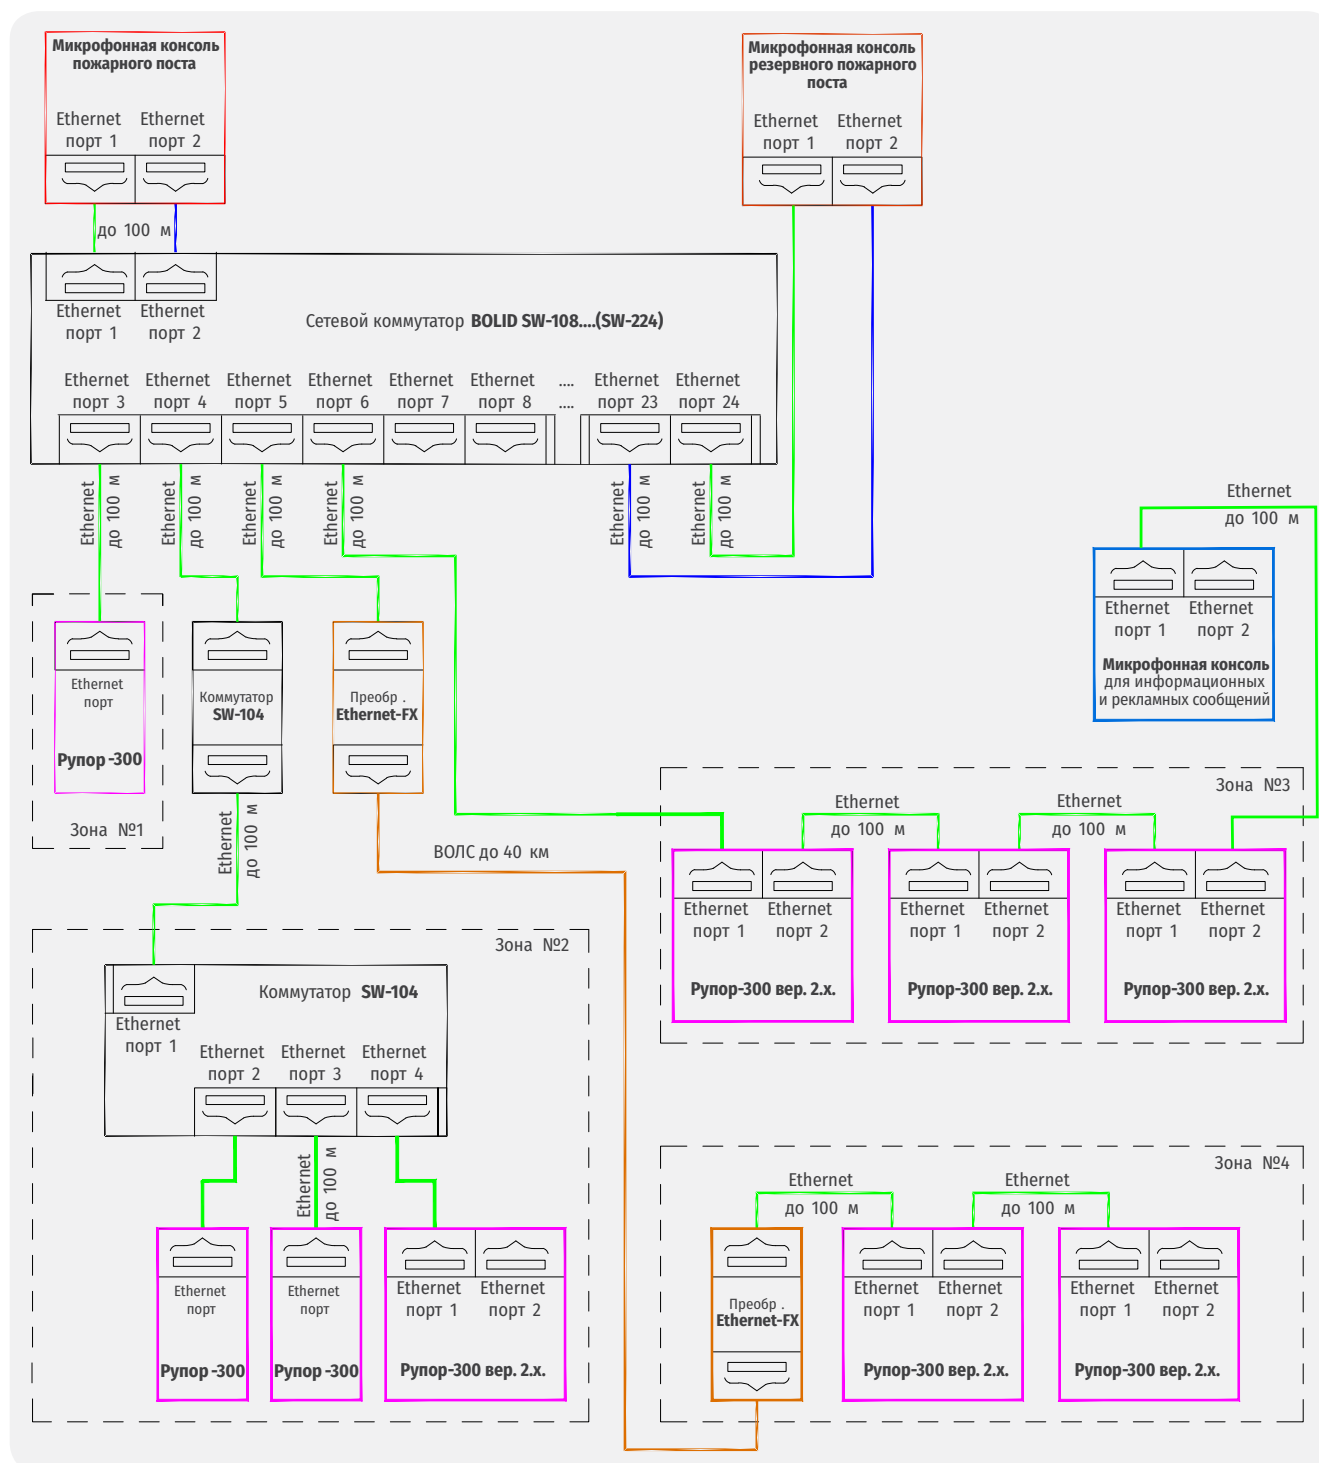 Микрофонная консоль
пожарного поста
Ethernet
порт 1
Ethernet
порт 2
Микрофонная консоль
резервного пожарного
поста
Ethernet
порт 1
Ethernet
порт 2
до 100 м
Ethernet
порт 1
Ethernet
порт 2
Сетевой коммутатор BOLID SW-108....(SW-224)
Ethernet
порт 3
Ethernet
порт 4
Ethernet
порт 5
Ethernet
порт 6
Ethernet
порт 7
Ethernet
порт 8
....
....
Ethernet
порт 23
Ethernet
порт 24
Ethernet
до 100 м
Ethernet
до 100 м
Ethernet
до 100 м
Ethernet
до 100 м
Ethernet
до 100 м
Ethernet
до 100 м
Ethernet
до 100 м
Ethernet
порт 1
Ethernet
порт 2
Микрофонная консоль
для информационных
и рекламных сообщений
Ethernet
порт
Рупор -300
Зона №1
Коммутатор
SW-104
Преобр .
Ethernet-FX
Ethernet
до 100 м
ВОЛС до 40 км
Зона №3
Ethernet
до 100 м
Ethernet
до 100 м
Ethernet
порт 1
Ethernet
порт 2
Рупор-300 вер. 2.х.
Ethernet
порт 1
Ethernet
порт 2
Рупор-300 вер. 2.х.
Ethernet
порт 1
Ethernet
порт 2
Рупор-300 вер. 2.х.
Зона №2
Коммутатор SW-104
Ethernet
порт 1
Ethernet
порт 2
Ethernet
порт 3
Ethernet
порт 4
Ethernet
до 100 м
Ethernet
порт
Рупор -300
Ethernet
порт
Рупор -300
Ethernet
порт 1
Ethernet
порт 2
Рупор-300 вер. 2.х.
Зона №4
Ethernet
до 100 м
Ethernet
до 100 м
Преобр .
Ethernet-FX
Ethernet
порт 1
Ethernet
порт 2
Рупор-300 вер. 2.х.
Ethernet
порт 1
Ethernet
порт 2
Рупор-300 вер. 2.х.